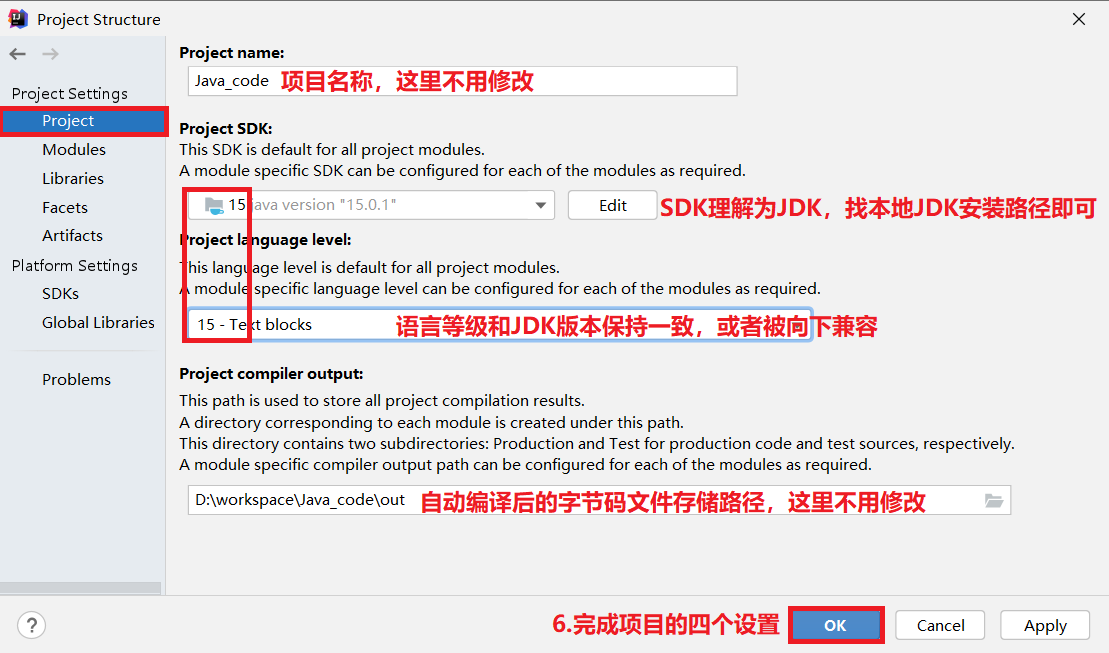 Project Structure
Project Settings
Project
Modules
Libraries
Facets
Artifacts
Platform Settings
SDKs
Global Libraries
Problems
Project name:
Java_code 项目名称，这里不用修改
Project SDK:
This SDK is default for all project modules.
A module specific SDK can be configured for each of the modules as required.
15 java version "15.0.1" Edit SDK理解为JDK，找本地JDK安装路径即可
Project language level:
This language level is default for all project modules.
A module specific language level can be configured for each of the modules as required.
15 - Text blocks 语言等级和JDK版本保持一致，或者被向下兼容
Project compiler output:
This path is used to store all project compilation results.
A directory corresponding to each module is created under this path.
This directory contains two subdirectories: Production and Test for production code and test sources, respectively.
A module specific compiler output path can be configured for each of the modules as required.
D:\workspace\Java_code\out 自动编译后的字节码文件存储路径，这里不用修改
? 6.完成项目的四个设置 OK Cancel Apply